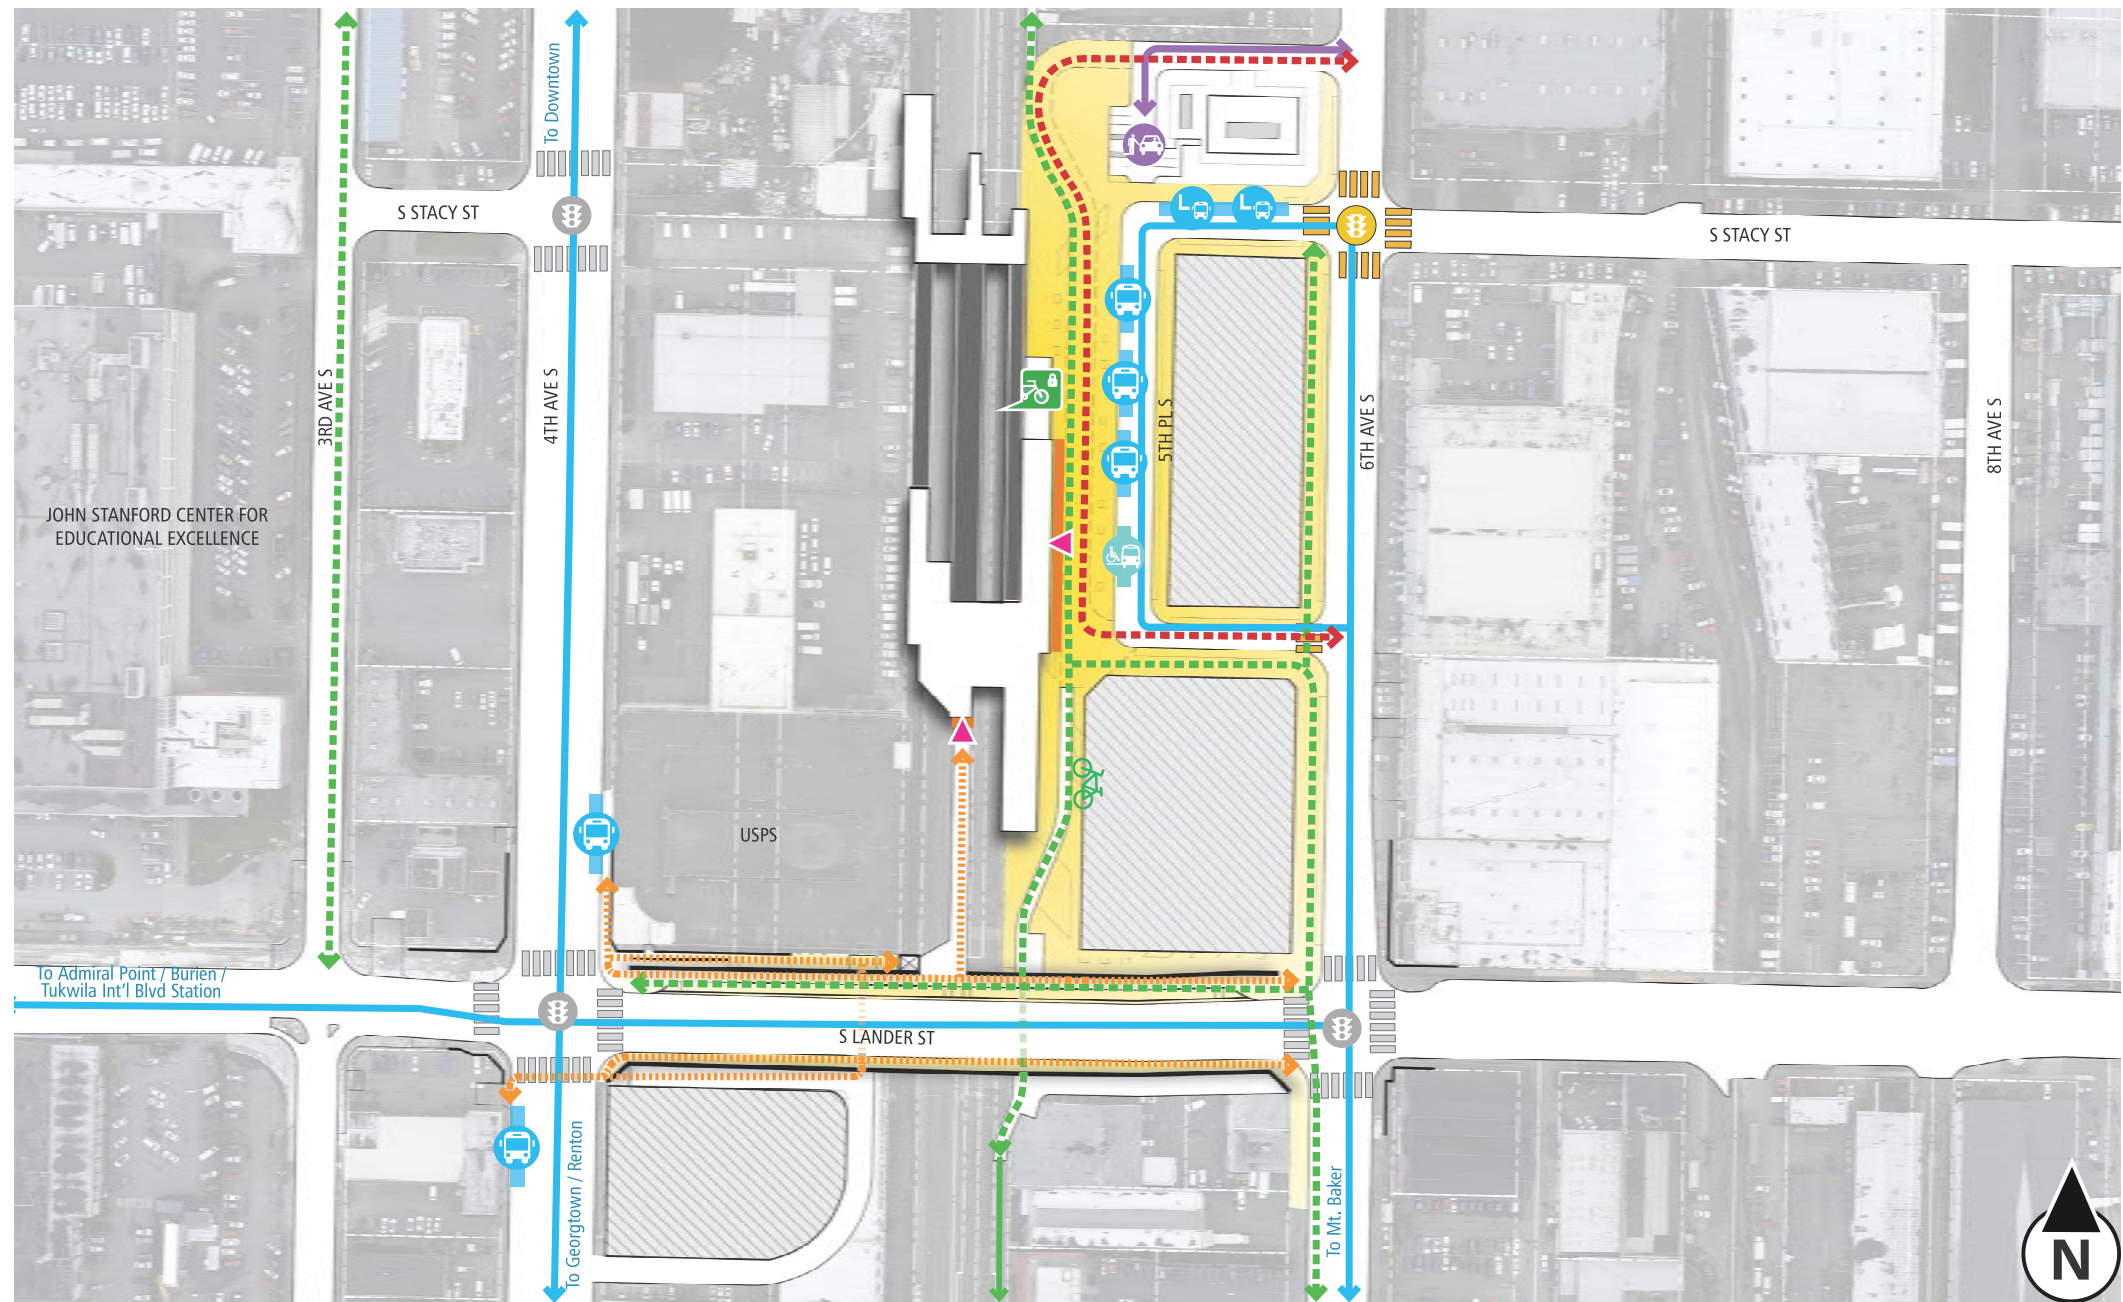 To Downtown
S STACY ST
S STACY ST
3RD AVE S
4TH AVE S
5TH PL S
6TH AVE S
8TH AVE S
L
L
JOHN STANFORD CENTER FOR
EDUCATIONAL EXCELLENCE
USPS
To Admiral Point / Burien /
Tukwila Int'l Blvd Station
S LANDER ST
To Georgtown / Renton
To Mt. Baker
N